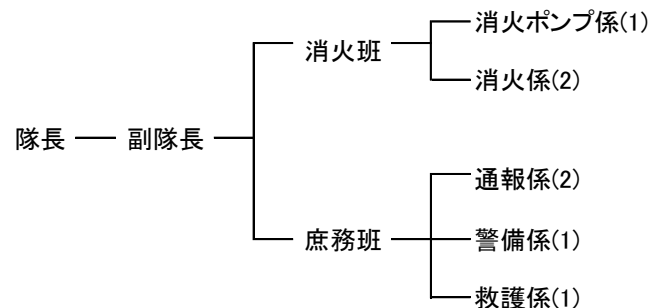 消火ポンプ係(1)
消火班
消火係(2)
隊長
副隊長
通報係(2)
庶務班
警備係(1)
救護係(1)